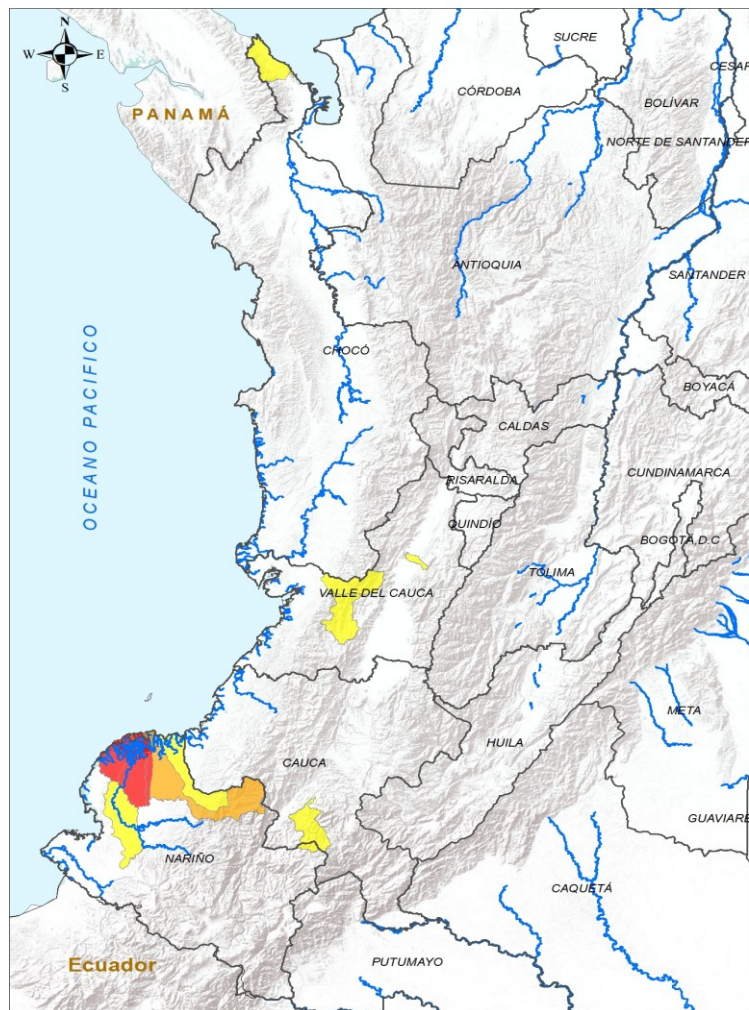 N
W E
S
SUCRE
CESAR
CÓRDOBA
BOLÍVAR
PANAMÁ
NORTE DE SANTANDER
ANTIOQUIA
SANTANDER
OCEANO PACIFICO
CHOCÓ
BOYACÁ
CALDAS
CUNDINAMARCA
RISARALDA
QUINDÍO
BOGOTÁ, D.C
TOLIMA
VALLE DEL CAUCA
META
HUILA
CAUCA
GUAVIARE
NARIÑO
CAQUETÁ
PUTUMAYO
Ecuador